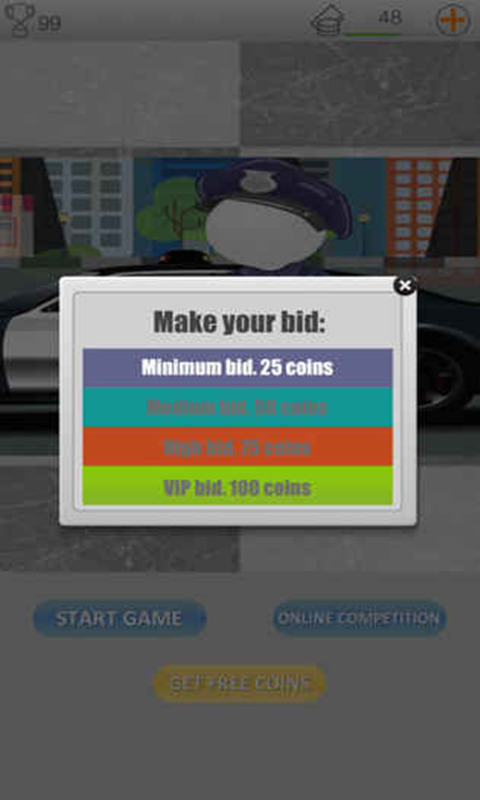 99
48
Make your bid:
Minimum bid. 25 coins
Medium bid. 50 coins
High bid. 75 coins
VIP bid. 100 coins
START GAME
ONLINE COMPETITION
GET FREE COINS